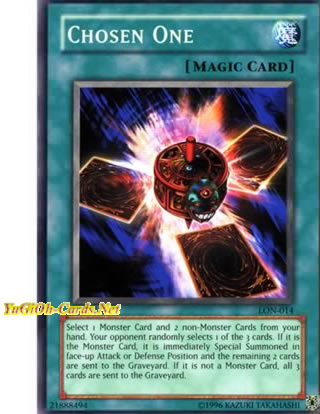 CHOSEN ONE
魔
[MAGIC CARD]
YuGiOh-Cards.Net
LON-014
Select 1 Monster Card and 2 non-Monster Cards from your
hand. Your opponent randomly selects 1 of the 3 cards. If it
is the Monster Card, it is immediately Special Summoned in
face-up Attack or Defense Position and the remaining 2 cards
are sent to the Graveyard. If it is not a Monster Card, all 3
cards are sent to the Graveyard.
21888494
©1996 KAZUKI TAKAHASHI